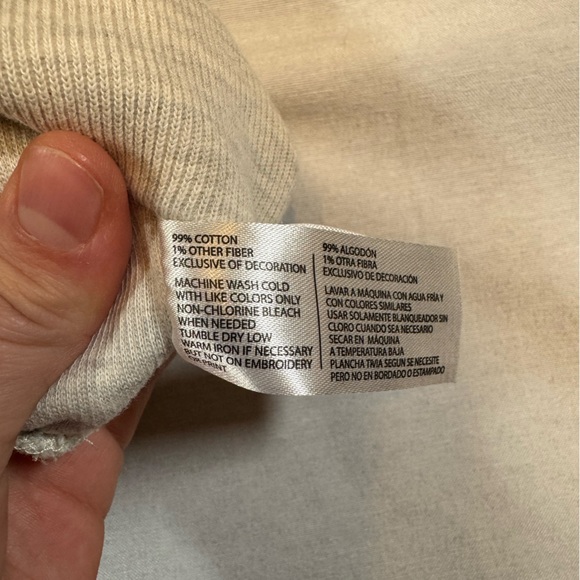 99% COTTON
1% OTHER FIBER
EXCLUSIVE OF DECORATION
MACHINE WASH COLD
WITH LIKE COLORS ONLY
NON-CHLORINE BLEACH
WHEN NEEDED
TUMBLE DRY LOW
WARM IRON IF NECESSARY
BUT NOT ON EMBROIDERY
OR PRINT
99% ALGODÓN
1% OTRA FIBRA
EXCLUSIVO DE DECORACIÓN
LAVAR A MÁQUINA CON AGUA FRÍA Y
CON COLORES SIMILARES
USAR SOLAMENTE BLANQUEADOR SIN
CLORO CUANDO SEA NECESARIO
SECAR EN MÁQUINA
A TEMPERATURA BAJA
PLANCHA TIVIA SEGUN SE NECESITE
PERO NO EN BORDADO O ESTAMPADO